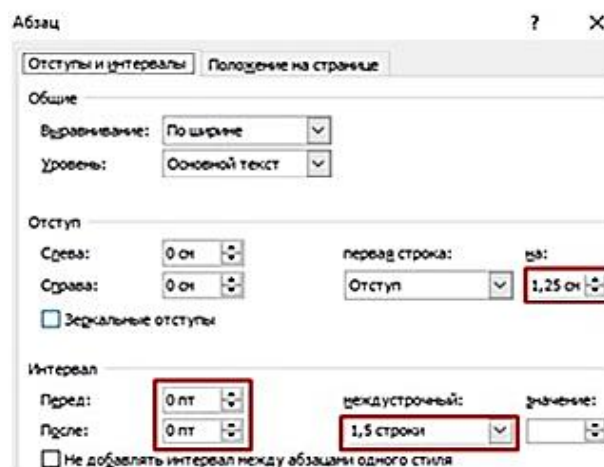 Абзац ? ×
Отступы и интервалы Положение на странице
Общие
Выравнивание: По ширине
Уровень: Основной текст
Отступ
Слева: 0 см первая строка: на:
Справа: 0 см Отступ 1,25 см
Зеркальные отступы
Интервал
Перед: 0 пт междустрочный: значение:
После: 0 пт 1,5 строки
Не добавлять интервал между абзацами одного стиля